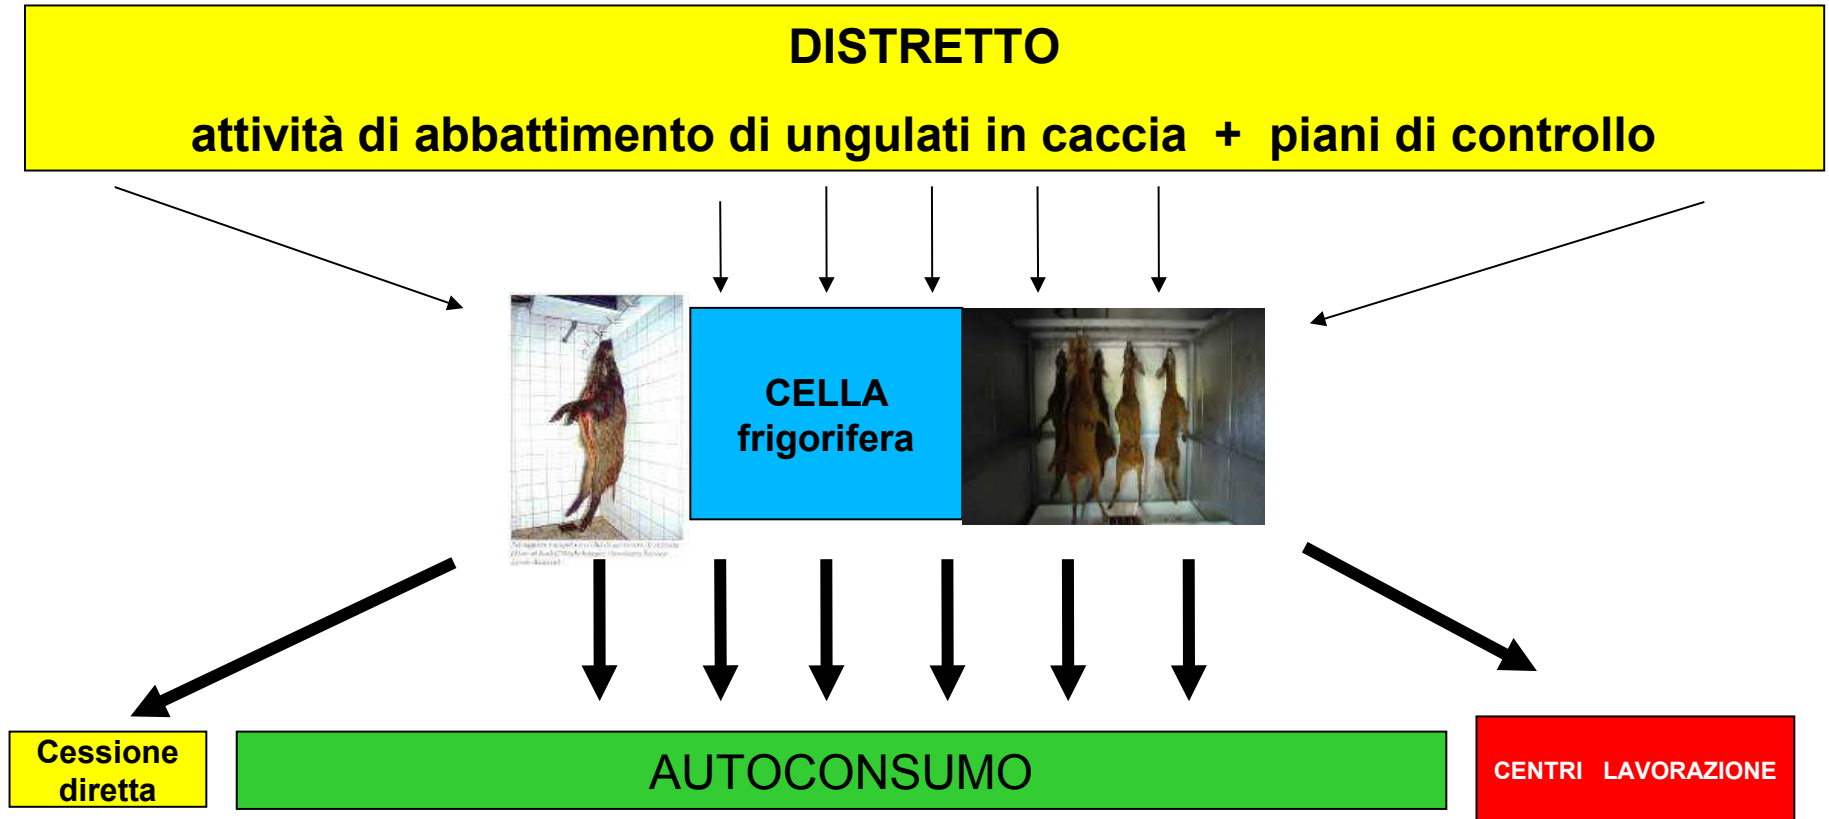 DISTRETTO
attività di abbattimento di ungulati in caccia + piani di controllo
CELLA
frigorifera
Cessione
diretta
AUTOCONSUMO
CENTRI LAVORAZIONE